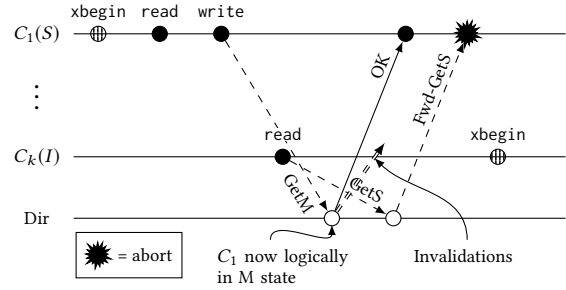 xbegin read write
C₁(S)
OK
Fwd-GetS
⋮
read
xbegin
Cₖ(I)
GetM
GetS
Dir
= abort
C₁ now logically
in M state
Invalidations